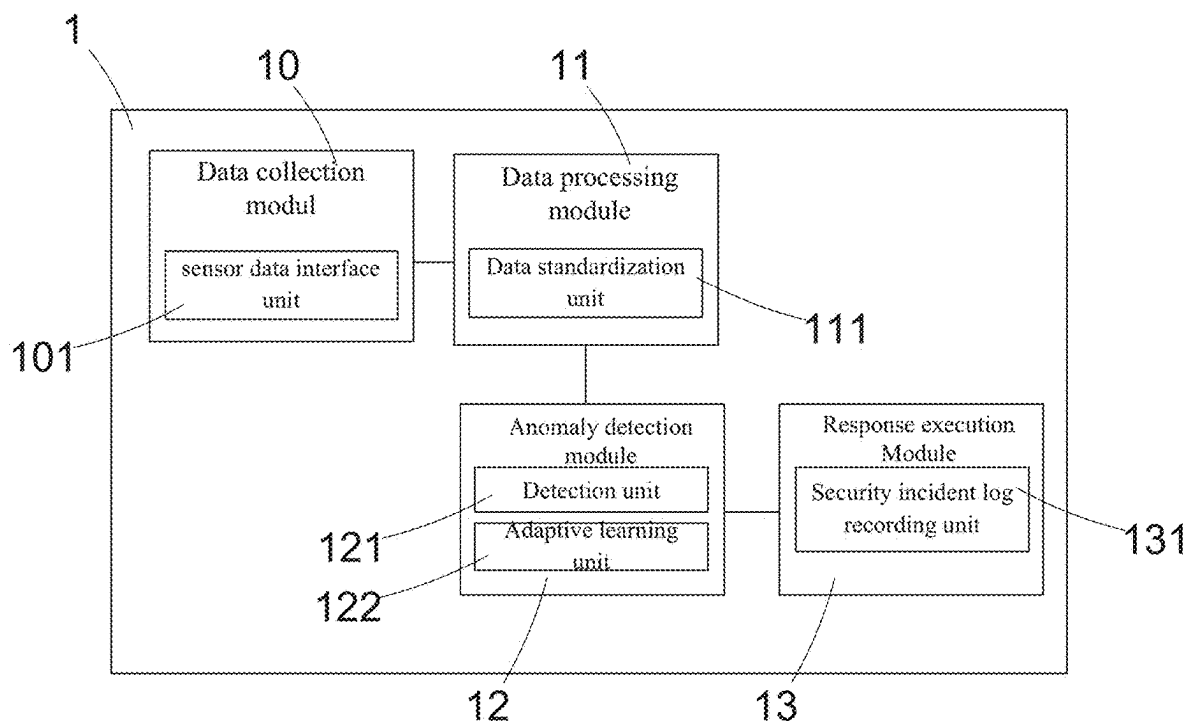 1
10
11
Data collection
modul
Data processing
module
sensor data interface
unit
Data standardization
unit
101
111
Anomaly detection
module
Response execution
Module
Detection unit
Security incident log
recording unit
121
131
Adaptive learning
unit
122
12
13